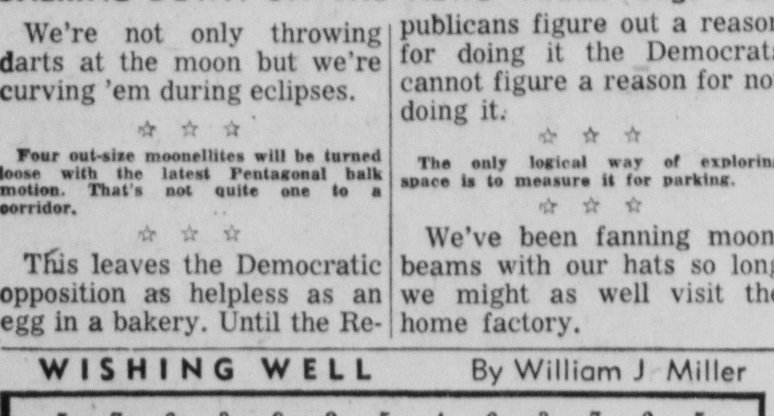 We're not only throwing
darts at the moon but we're
curving 'em during eclipses.
☆ ☆ ☆
Four out-size moonellites will be turned
loose with the latest Pentagonal balk
motion. That's not quite one to a
corridor.
☆ ☆ ☆
This leaves the Democratic
opposition as helpless as an
egg in a bakery. Until the Re-
publicans figure out a reason
for doing it the Democrats
cannot figure a reason for no
doing it.
☆ ☆ ☆
The only logical way of explorin
space is to measure it for parking.
☆ ☆ ☆
We've been fanning moon
beams with our hats so long
we might as well visit the
home factory.
WISHING WELL By William J. Miller